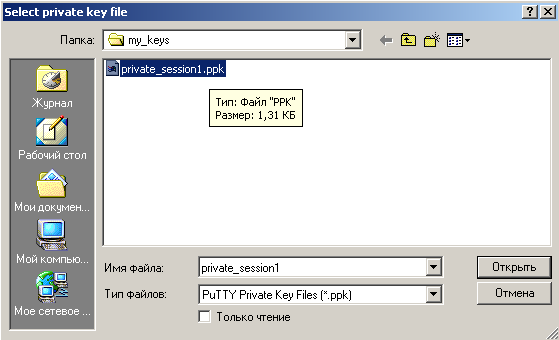 Select private key file
Папка:
my_keys
Журнал
Рабочий стол
Мои докумен...
Мой компью...
Мое сетевое ...
private_session1.ppk
Тип: Файл "PPK"
Размер: 1,31 КБ
Имя файла:
private_session1
Открыть
Тип файлов:
PuTTY Private Key Files (*.ppk)
Отмена
Только чтение